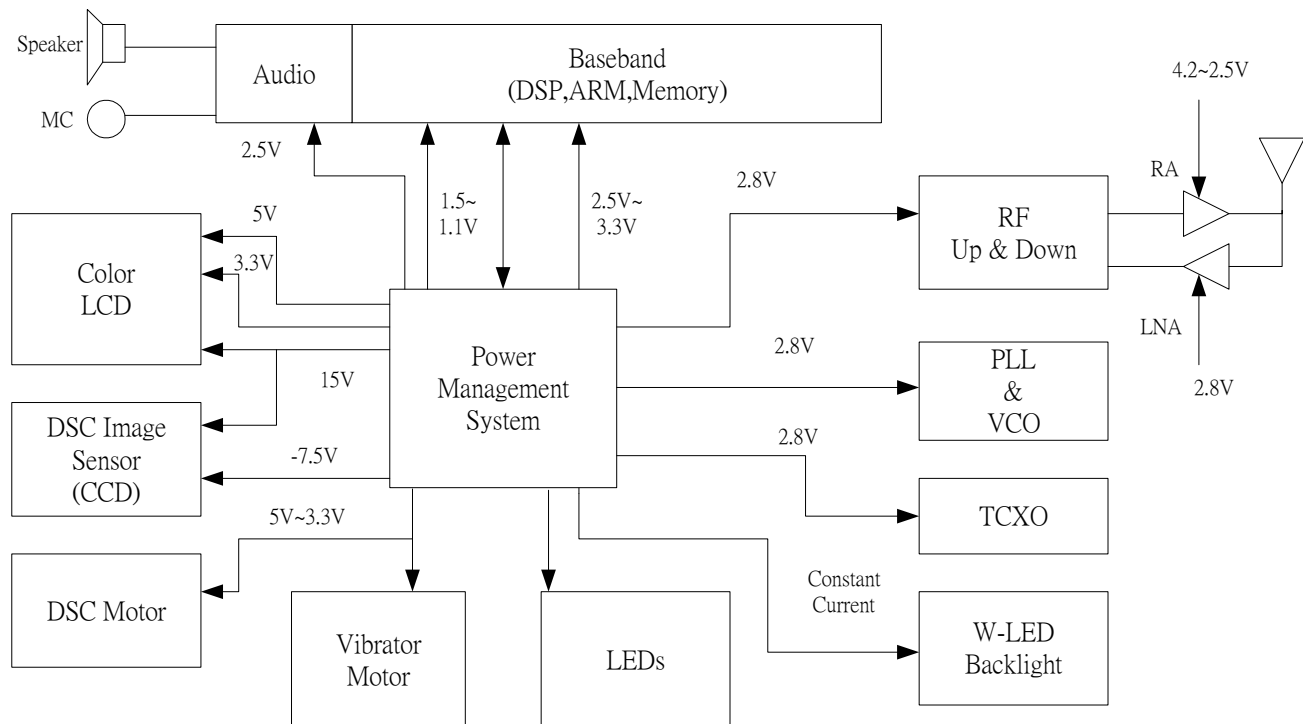 Speaker
MC
Audio
Baseband
(DSP,ARM,Memory)
4.2~2.5V
2.5V
1.5~
1.1V
2.5V~
3.3V
2.8V
RA
RF
Up & Down
LNA
2.8V
5V
3.3V
Color
LCD
15V
Power
Management
System
2.8V
PLL
&
VCO
DSC Image
Sensor
(CCD)
-7.5V
2.8V
TCXO
5V~3.3V
DSC Motor
Vibrator
Motor
LEDs
Constant
Current
W-LED
Backlight